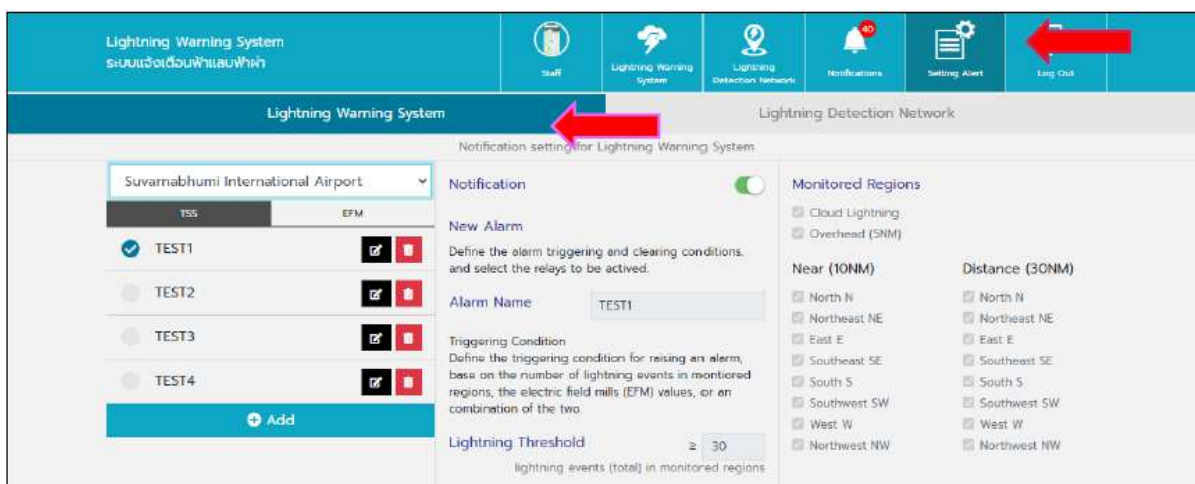 Lightning Warning System
ระบบแจ้งเตือนฟ้าแลบฟ้าผ่า
Staff
Lightning Warning
System
Lightning
Detection Network
40
Notifications
Setting Alert
Log Out
Lightning Warning System
Lightning Detection Network
Notification setting for Lightning Warning System
Suvarnabhumi International Airport
TSS
EFM
TEST1
TEST2
TEST3
TEST4
Add
Notification
New Alarm
Define the alarm triggering and clearing conditions,
and select the relays to be actived.
Alarm Name
TEST1
Triggering Condition
Define the triggering condition for raising an alarm,
base on the number of lightning events in montiored
regions, the electric field mills (EFM) values, or an
combination of the two.
Lightning Threshold
≥ 30
lightning events (total) in monitored regions
Monitored Regions
Cloud Lightning
Overhead (5NM)
Near (10NM)
North N
Northeast NE
East E
Southeast SE
South S
Southwest SW
West W
Northwest NW
Distance (30NM)
North N
Northeast NE
East E
Southeast SE
South S
Southwest SW
West W
Northwest NW